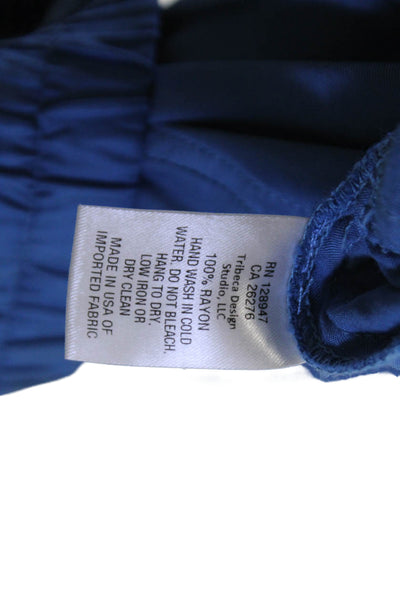 RN 128947
CA 26276
Tribeca Design
Studio, LLC
100% RAYON
HAND WASH IN COLD
WATER. DO NOT BLEACH.
HANG TO DRY.
LOW IRON OR
DRY CLEAN
MADE IN USA OF
IMPORTED FABRIC